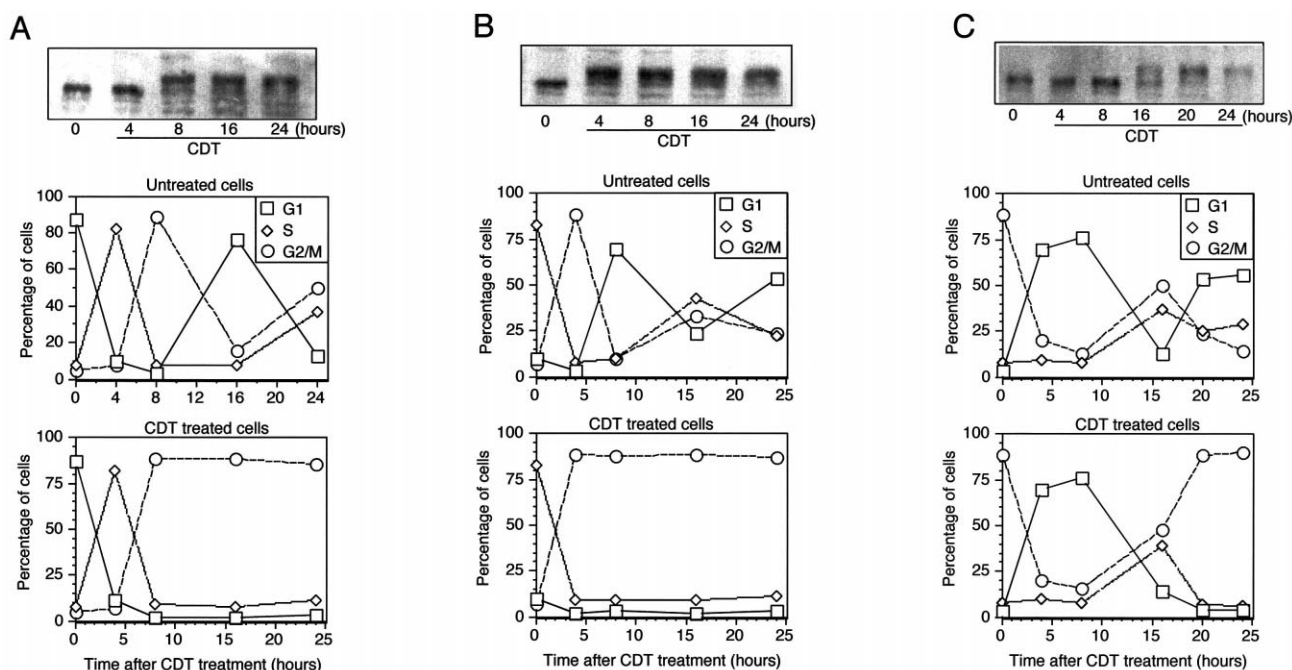 A
0 4 8 16 24 (hours)
CDT
Untreated cells
Percentage of cells
100
80
60
40
20
0
G1
S
G2/M
0 4 8 12 16 20 24
CDT treated cells
Percentage of cells
100
75
50
25
0
0 5 10 15 20 25
Time after CDT treatment (hours)
B
0 4 8 16 24 (hours)
CDT
Untreated cells
Percentage of cells
100
75
50
25
0
G1
S
G2/M
0 5 10 15 20 25
CDT treated cells
Percentage of cells
100
75
50
25
0
0 5 10 15 20 25
Time after CDT treatment (hours)
C
0 4 8 16 20 24 (hours)
CDT
Untreated cells
Percentage of cells
100
75
50
25
0
G1
S
G2/M
0 5 10 15 20 25
CDT treated cells
Percentage of cells
100
75
50
25
0
0 5 10 15 20 25
Time after CDT treatment (hours)